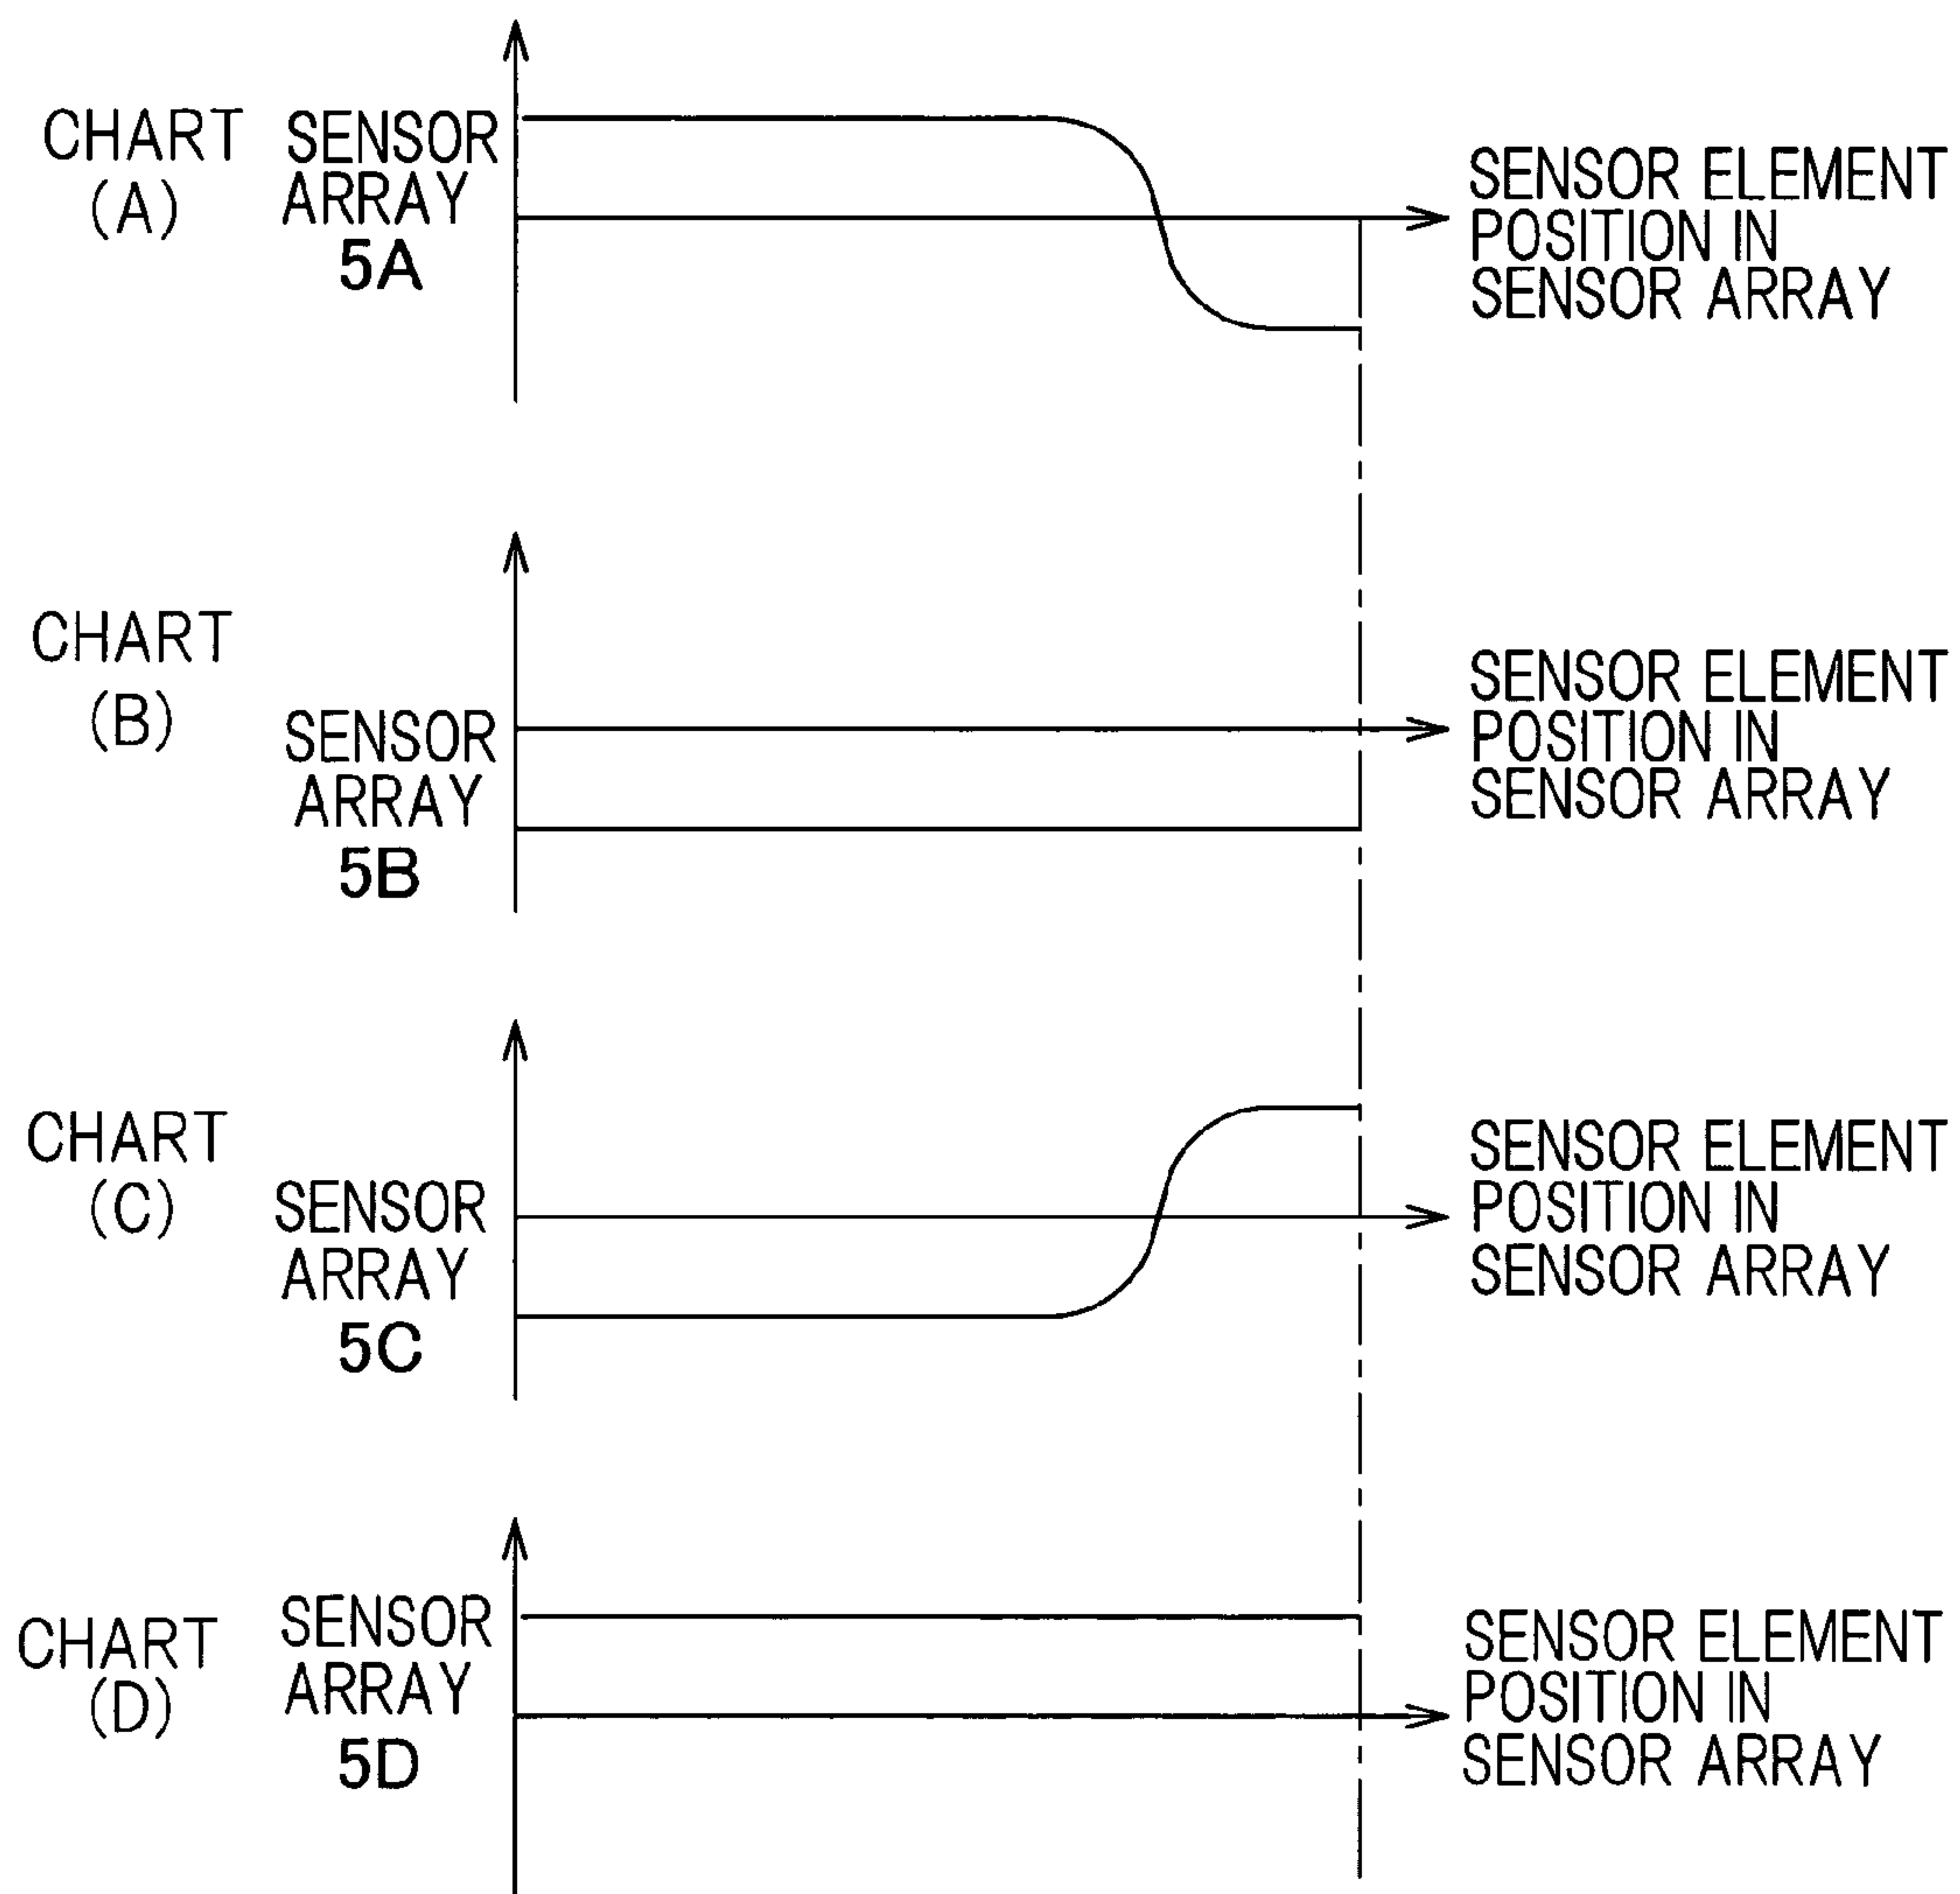 CHART
(A)
SENSOR
ARRAY
5A
SENSOR ELEMENT
POSITION IN
SENSOR ARRAY
CHART
(B)
SENSOR
ARRAY
5B
SENSOR ELEMENT
POSITION IN
SENSOR ARRAY
CHART
(C)
SENSOR
ARRAY
5C
SENSOR ELEMENT
POSITION IN
SENSOR ARRAY
CHART
(D)
SENSOR
ARRAY
5D
SENSOR ELEMENT
POSITION IN
SENSOR ARRAY